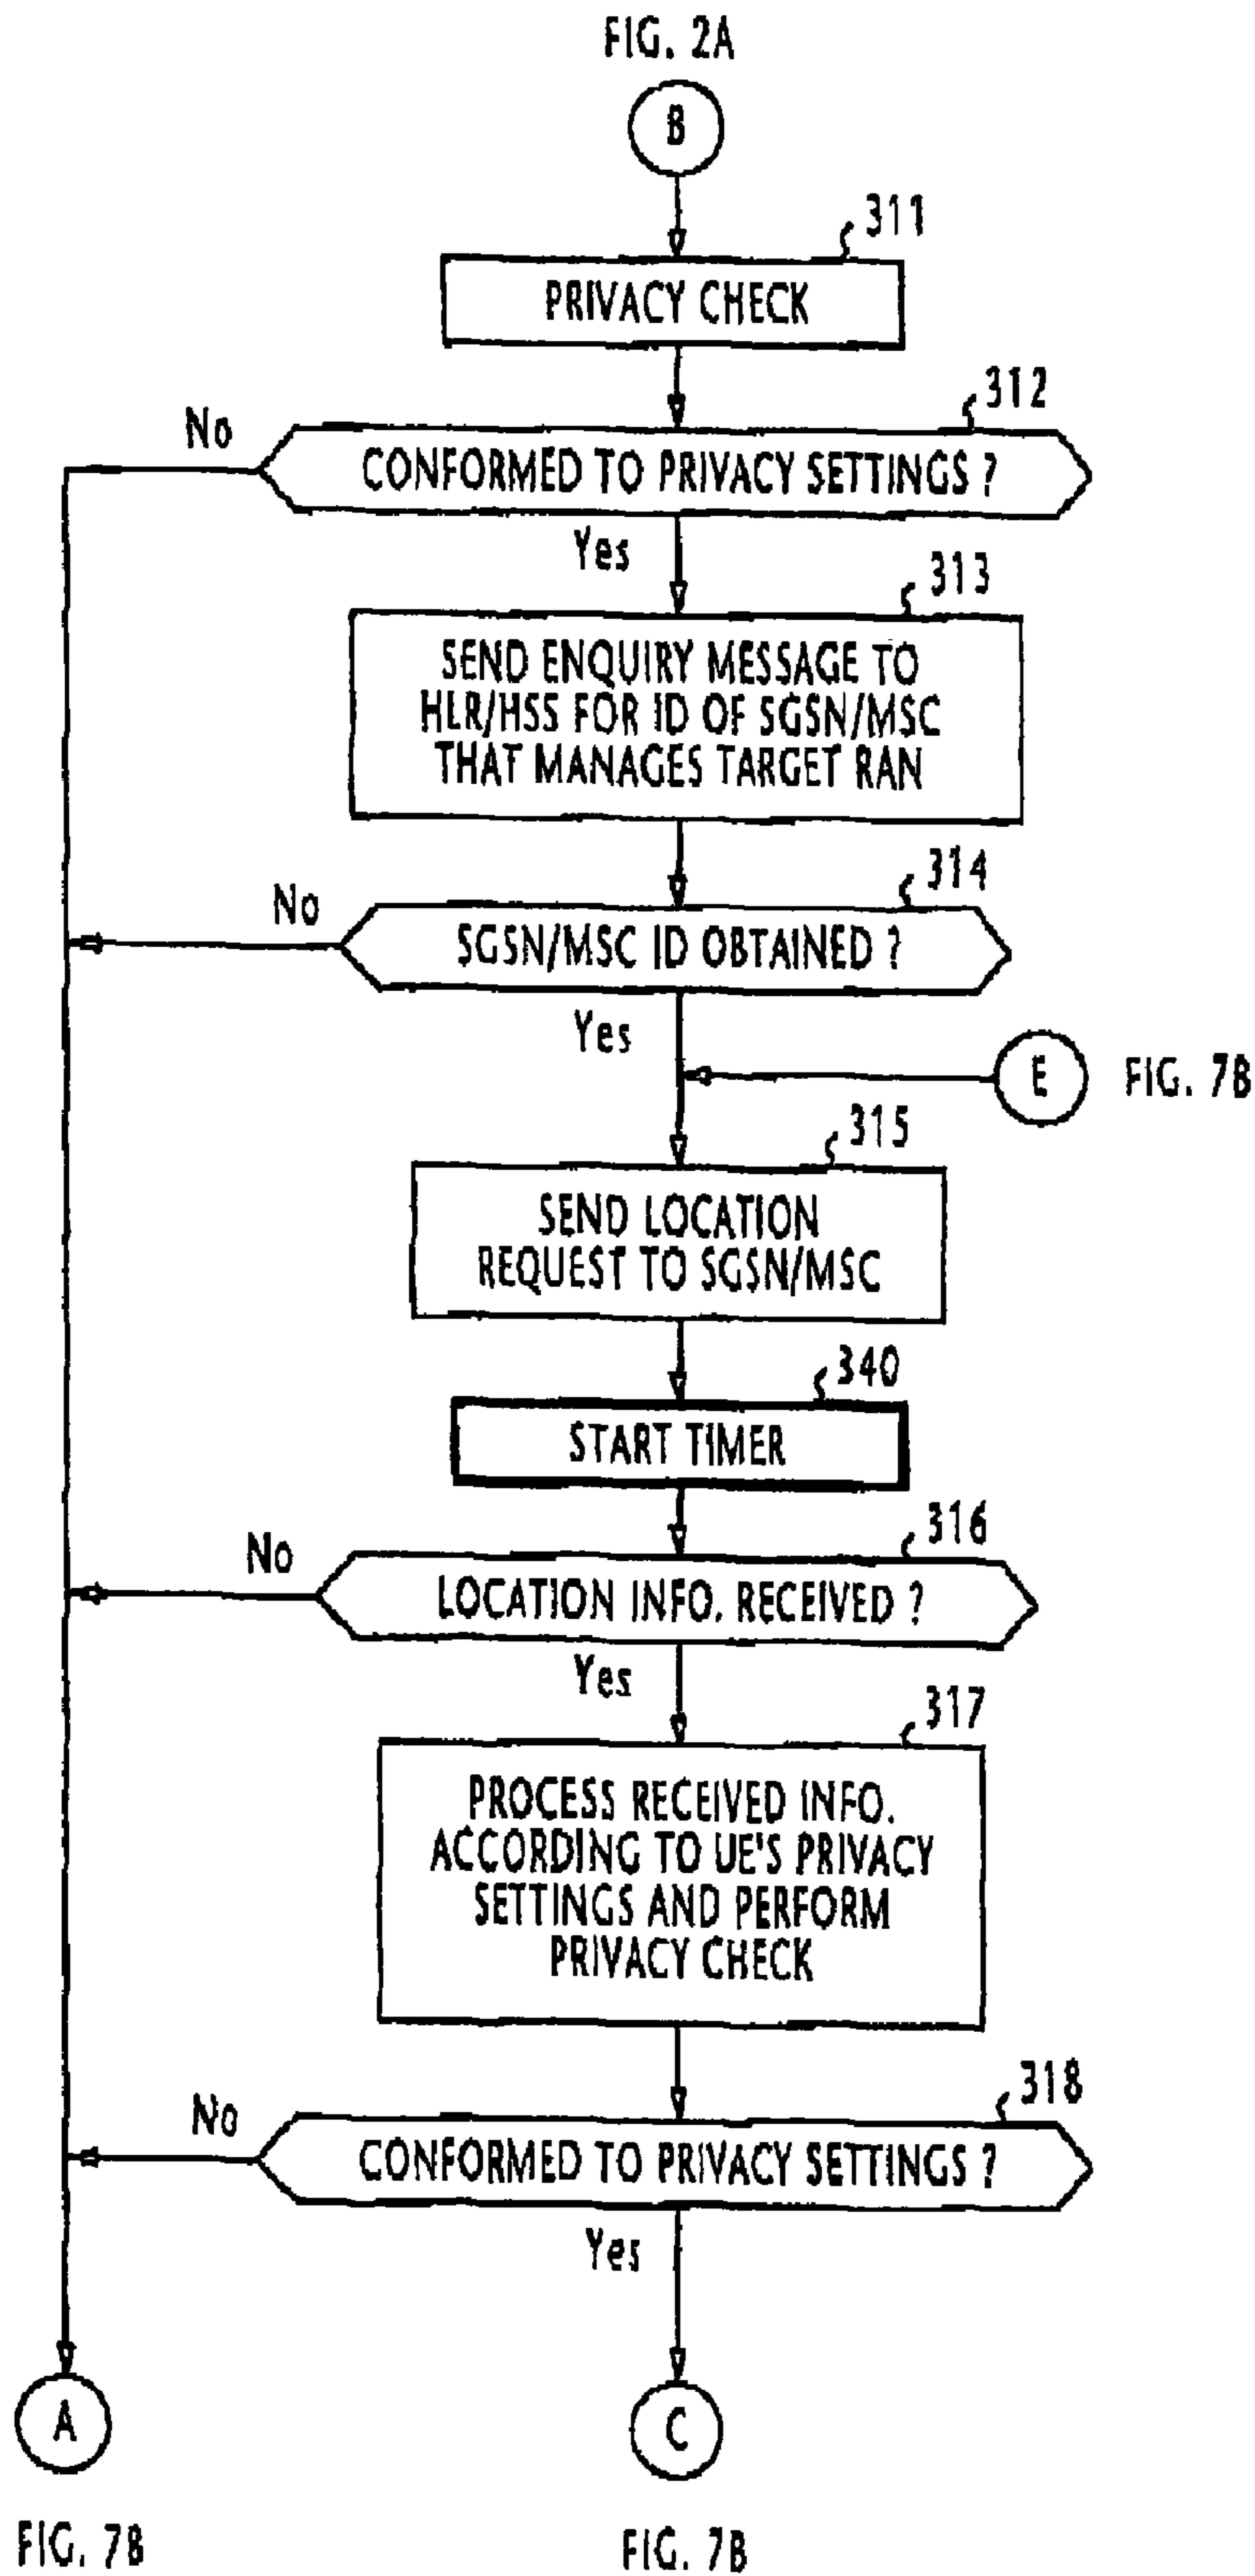 FIG. 2A
B
311
PRIVACY CHECK
312
No
CONFORMED TO PRIVACY SETTINGS ?
Yes
313
SEND ENQUIRY MESSAGE TO
HLR/HSS FOR ID OF SGSN/MSC
THAT MANAGES TARGET RAN
314
No
SGSN/MSC ID OBTAINED ?
Yes
E
FIG. 7B
315
SEND LOCATION
REQUEST TO SGSN/MSC
340
START TIMER
316
No
LOCATION INFO. RECEIVED ?
Yes
317
PROCESS RECEIVED INFO.
ACCORDING TO UE'S PRIVACY
SETTINGS AND PERFORM
PRIVACY CHECK
318
No
CONFORMED TO PRIVACY SETTINGS ?
Yes
A
C
FIG. 7B
FIG. 7B